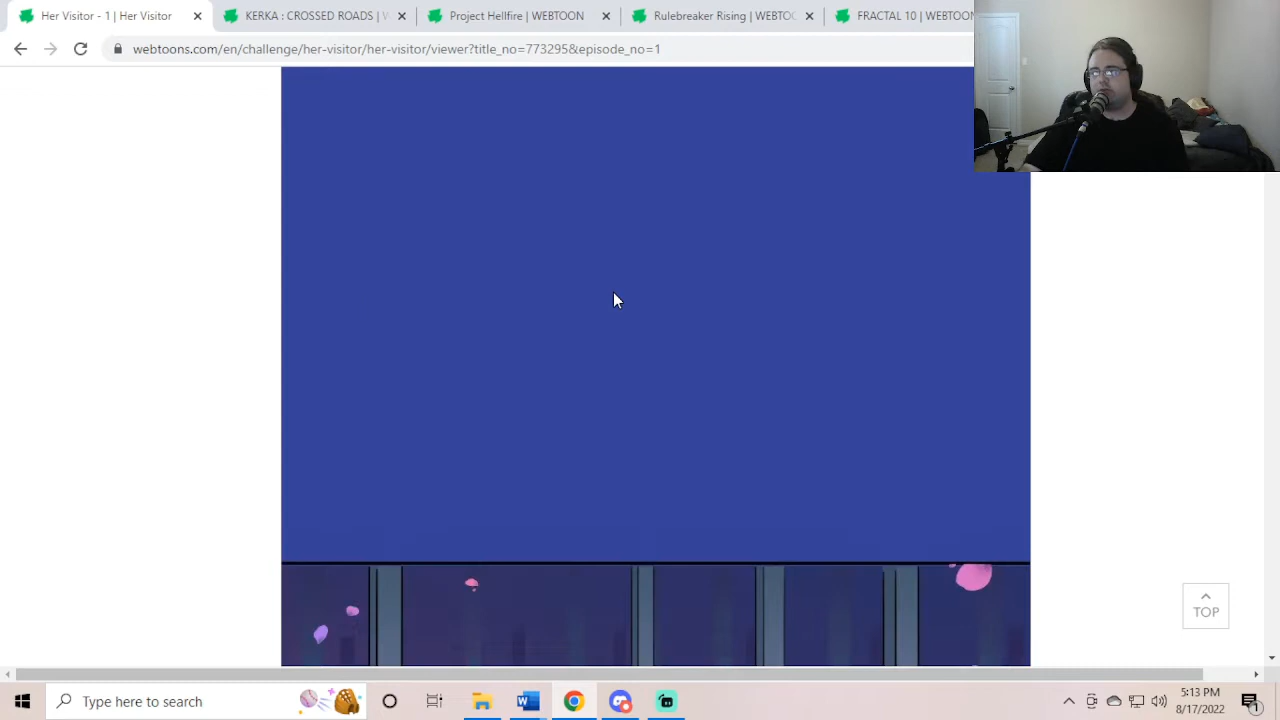 Her Visitor - 1 | Her Visitor
KERKA : CROSSED ROADS |
Project Hellfire | WEBTOON
Rulebreaker Rising | WEBTOO
FRACTAL 10 | WEBTOON
webtoons.com/en/challenge/her-visitor/her-visitor/viewer?title_no=773295&episode_no=1
TOP
Type here to search
5:13 PM
8/17/2022
1